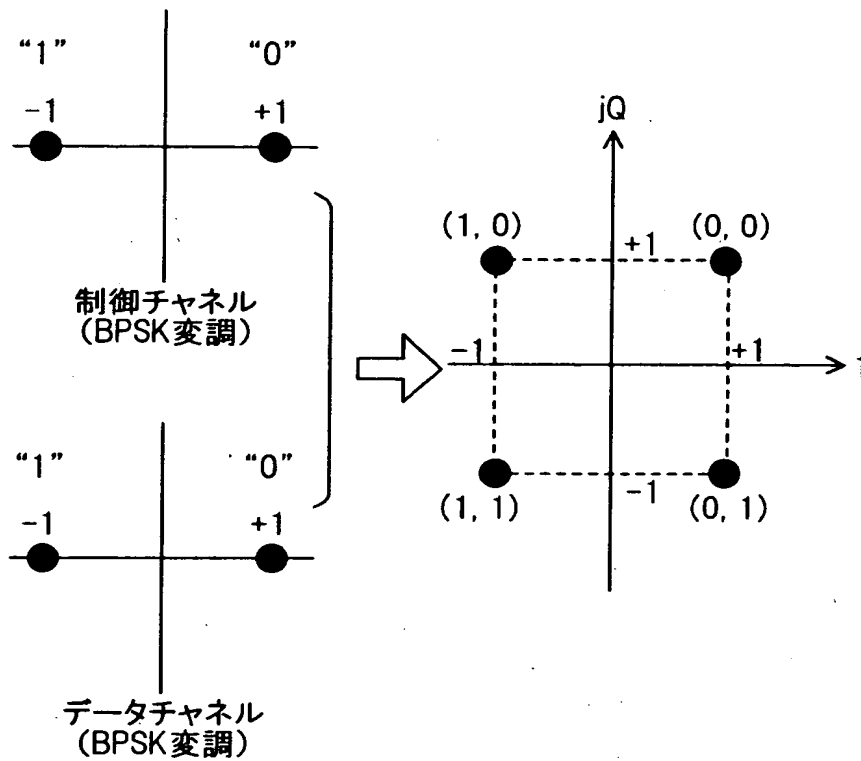 “1” “0”
-1 +1
制御チャネル
(BPSK変調)
“1” “0”
-1 +1
データチャネル
(BPSK変調)
jQ
(1, 0) (0, 0)
+1
-1 +1
-1
(1, 1) (0, 1)